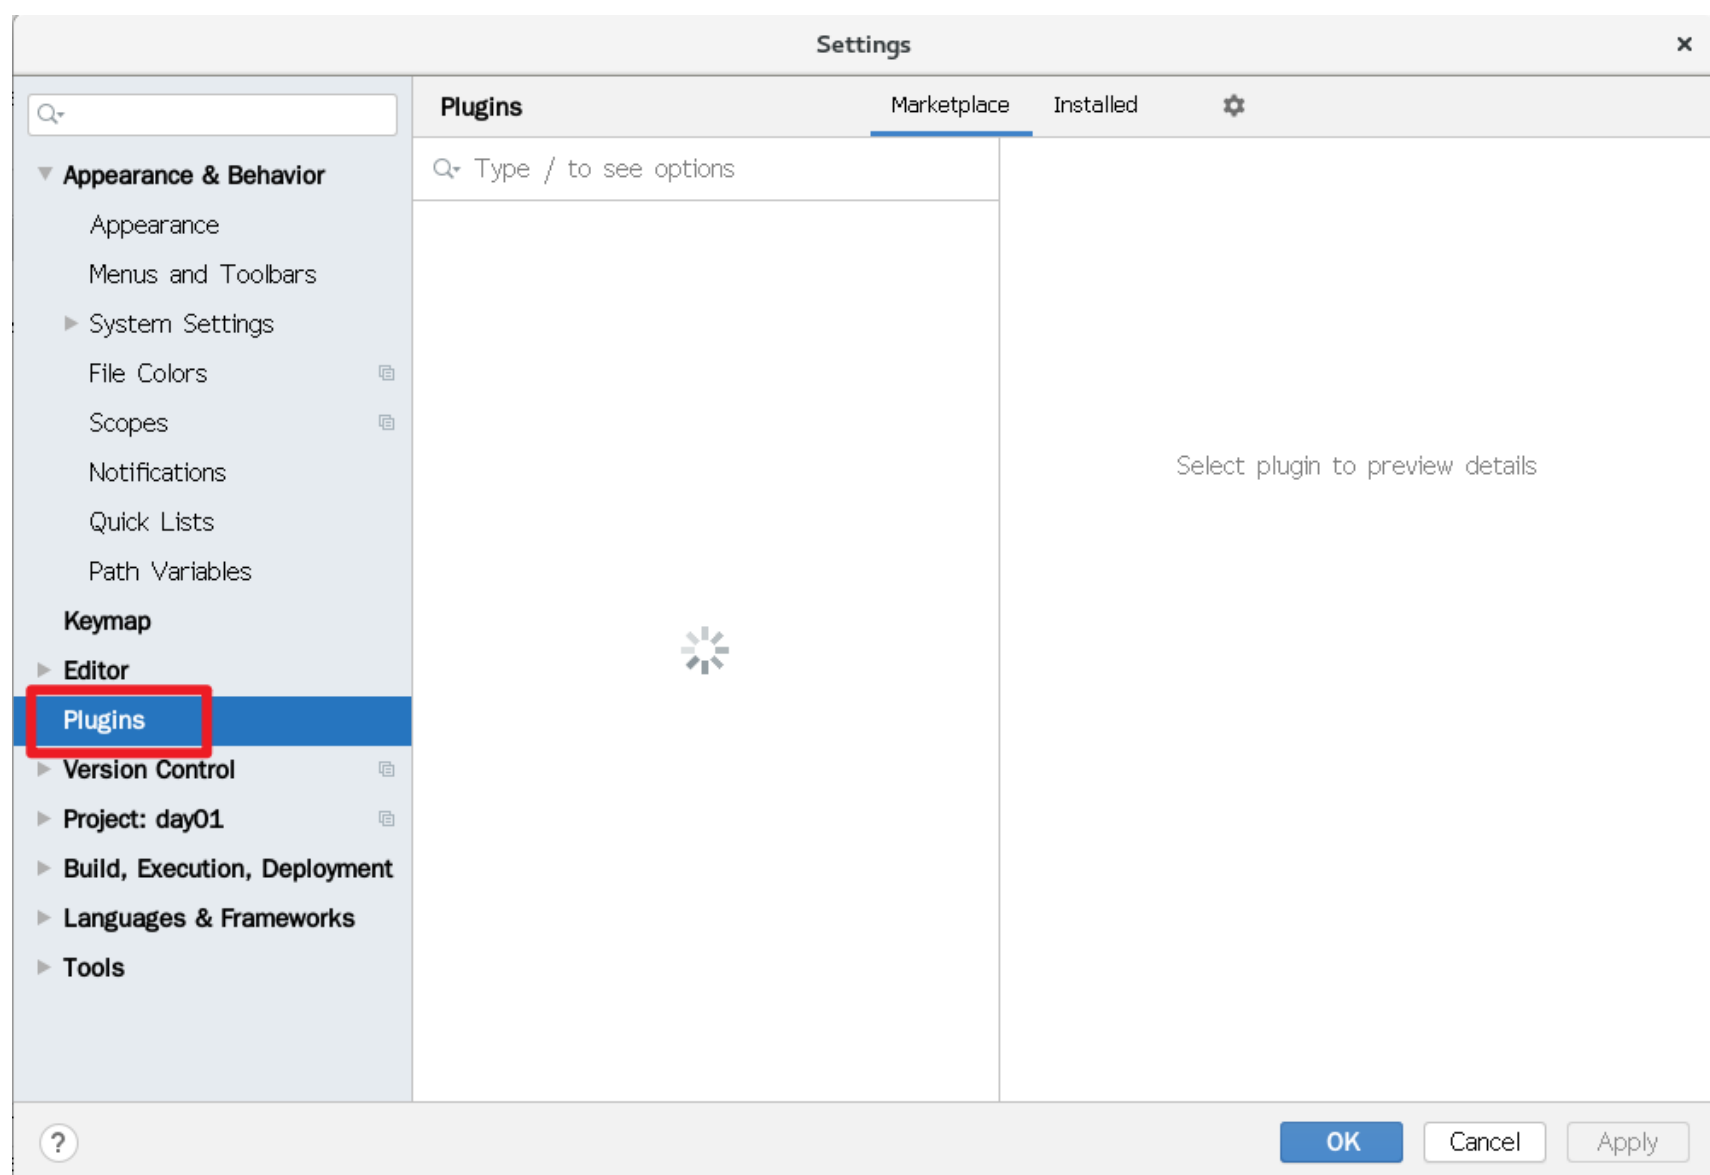 Settings
Plugins
Marketplace
Installed
Type / to see options
Appearance & Behavior
Appearance
Menus and Toolbars
System Settings
File Colors
Scopes
Notifications
Quick Lists
Path Variables
Keymap
Editor
Plugins
Version Control
Project: day01
Build, Execution, Deployment
Languages & Frameworks
Tools
Select plugin to preview details
?
OK
Cancel
Apply